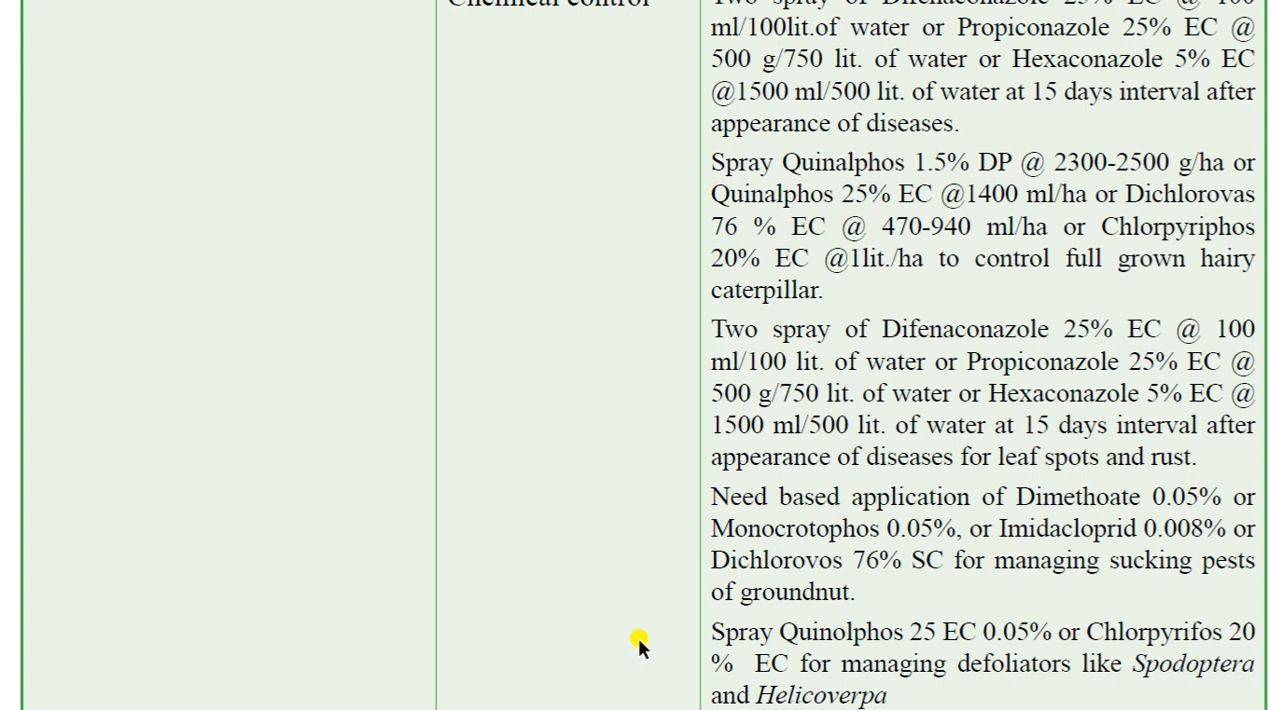 Chemical control
Two spray of Difenaconazole 25% EC @ 100
ml/100lit.of water or Propiconazole 25% EC @
500 g/750 lit. of water or Hexaconazole 5% EC
@1500 ml/500 lit. of water at 15 days interval after
appearance of diseases.
Spray Quinalphos 1.5% DP @ 2300-2500 g/ha or
Quinalphos 25% EC @1400 ml/ha or Dichlorovas
76 % EC @ 470-940 ml/ha or Chlorpyriphos
20% EC @1lit./ha to control full grown hairy
caterpillar.
Two spray of Difenaconazole 25% EC @ 100
ml/100 lit. of water or Propiconazole 25% EC @
500 g/750 lit. of water or Hexaconazole 5% EC @
1500 ml/500 lit. of water at 15 days interval after
appearance of diseases for leaf spots and rust.
Need based application of Dimethoate 0.05% or
Monocrotophos 0.05%, or Imidacloprid 0.008% or
Dichlorovos 76% SC for managing sucking pests
of groundnut.
Spray Quinolphos 25 EC 0.05% or Chlorpyrifos 20
% EC for managing defoliators like Spodoptera
and Helicoverpa